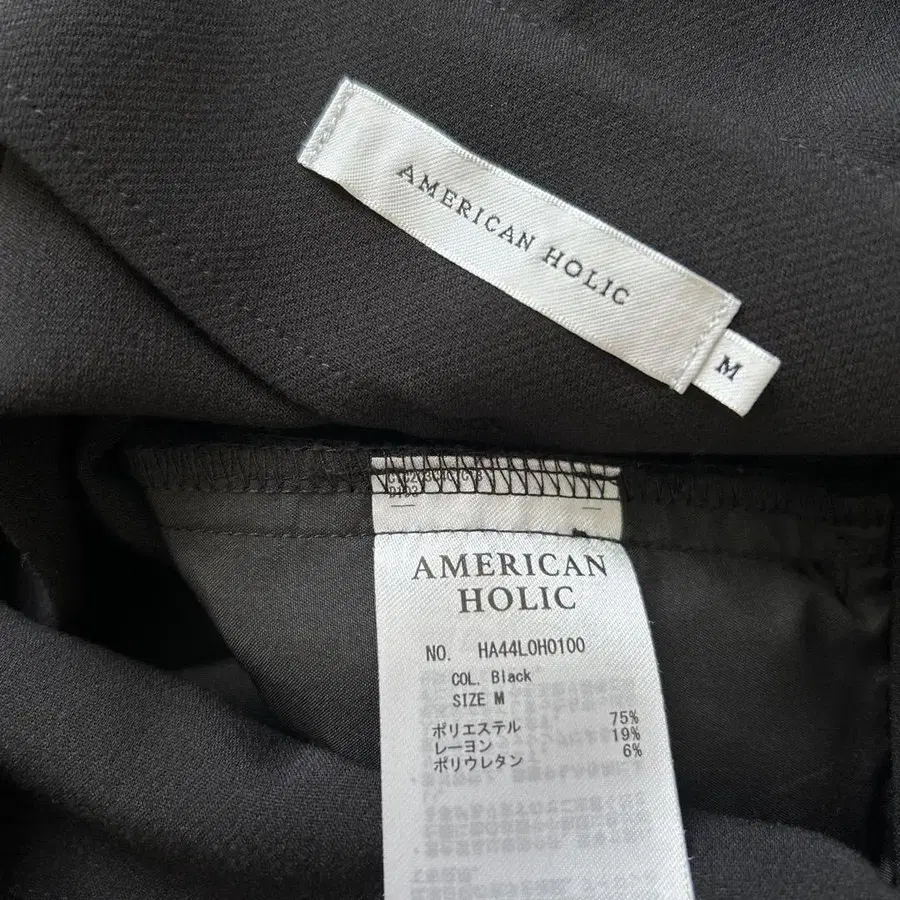 AMERICAN HOLIC
M
AMERICAN
HOLIC
NO. HA44L0H0100
COL. Black
SIZE M
ポリエステル 75%
レーヨン 19%
ポリウレタン 6%